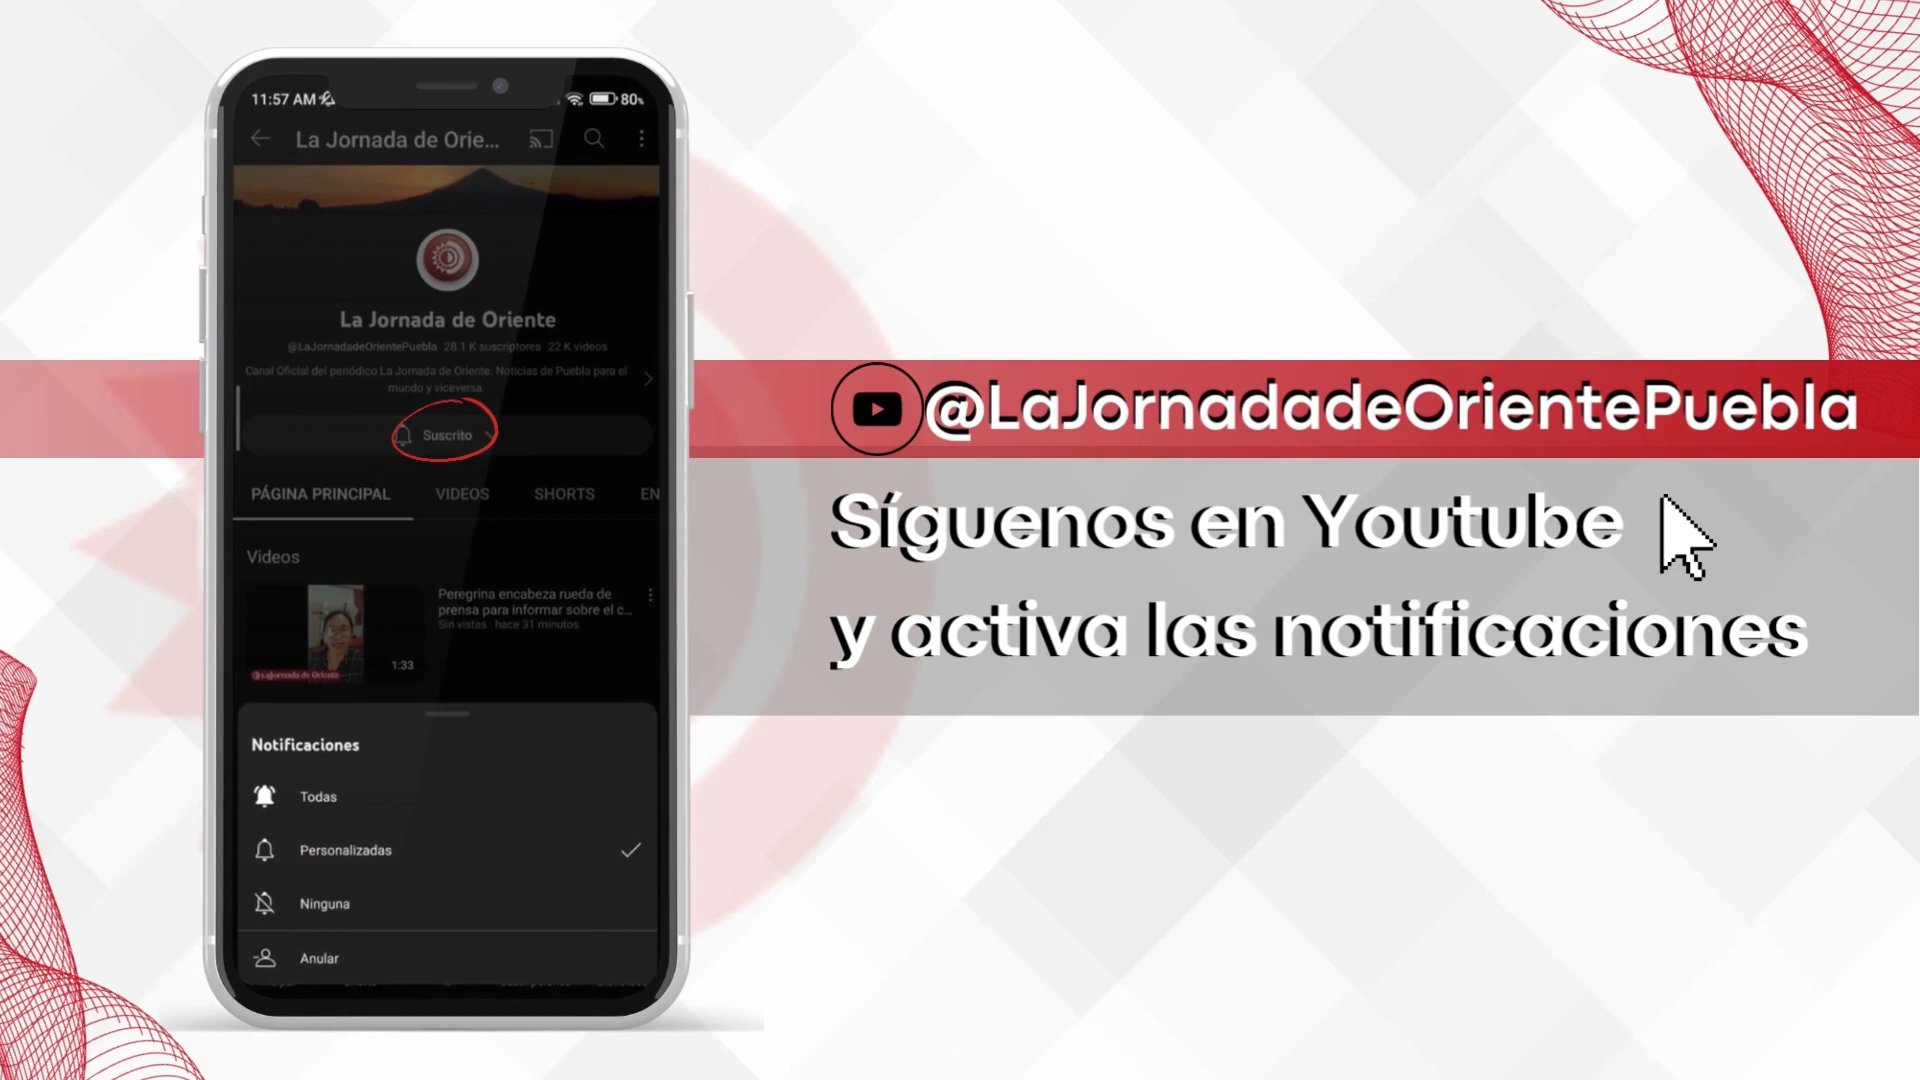 11:57 AM
80%
La Jornada de Orie...
La Jornada de Oriente
@LaJornadadeOrientePuebla 28.1 K suscriptores 22 K videos
Canal Oficial del periódico La Jornada de Oriente. Noticias de Puebla para el
mundo y viceversa.
Suscrito
PÁGINA PRINCIPAL VIDEOS SHORTS EN
Videos
Peregrina encabeza rueda de
prensa para informar sobre el c...
Sin vistas · hace 31 minutos
1:33
@LaJornada de Oriente
Notificaciones
Todas
Personalizadas
Ninguna
Anular
@LaJornadadeOrientePuebla
Síguenos en Youtube
y activa las notificaciones